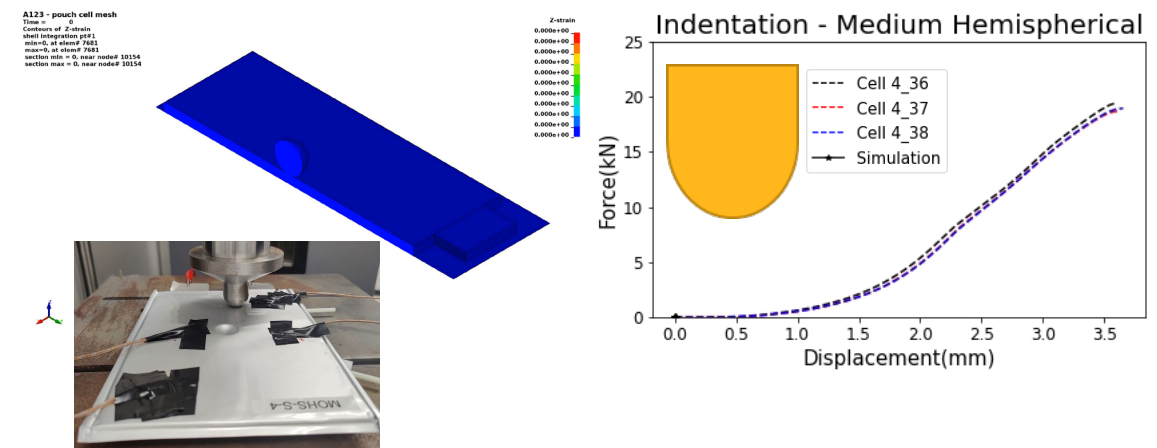 A123 - pouch cell mesh
Time = 0
Contours of Z-strain
shell integration pt#1
min=0, at elem# 7681
max=0, at elem# 7681
section min = 0, near node# 10154
section max = 0, near node# 10154
Z-strain
0.000e+00
0.000e+00
0.000e+00
0.000e+00
0.000e+00
0.000e+00
0.000e+00
0.000e+00
0.000e+00
0.000e+00
0.000e+00
MOHS-S-4
Indentation - Medium Hemispherical
Force(kN)
25
20
15
10
5
0
Cell 4_36
Cell 4_37
Cell 4_38
Simulation
0.0 0.5 1.0 1.5 2.0 2.5 3.0 3.5
Displacement(mm)